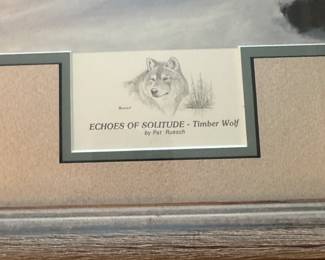 ECHOES OF SOLITUDE - Timber Wolf
by Pat Ruesch